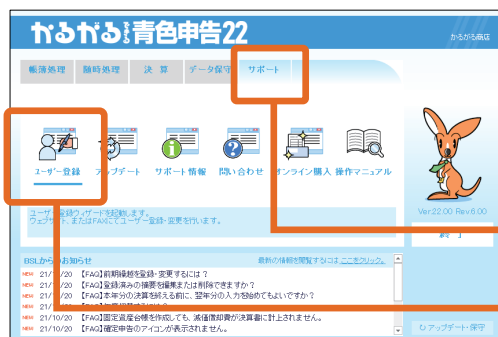 かるがるできる青色申告22
かるがる商店
帳簿処理 随時処理 決 算 データ保守 サポート
ユーザー登録 アップデート サポート情報 問い合わせ オンライン購入 操作マニュアル
ユーザー登録ウィザードを起動します。
ウェブサイト、またはFAXにてユーザー登録・変更を行います。
Ver.22.00 Rev.6.00
終 了
BSLからのお知らせ 最新の情報を閲覧するには ここをクリック。
NEW 21/10/20 【FAQ】前期繰越を登録・変更するには？
NEW 21/10/20 【FAQ】登録済みの摘要を編集または削除できますか？
NEW 21/10/20 【FAQ】本年分の決算を終える前に、翌年分の入力を始めてもよいですか？
NEW 21/10/20 【FAQ】固定資産台帳を作成しても、減価償却費が決算書に計上されません。
NEW 21/10/20 【FAQ】確定申告のアイコンが表示されません。
アップデート・保守